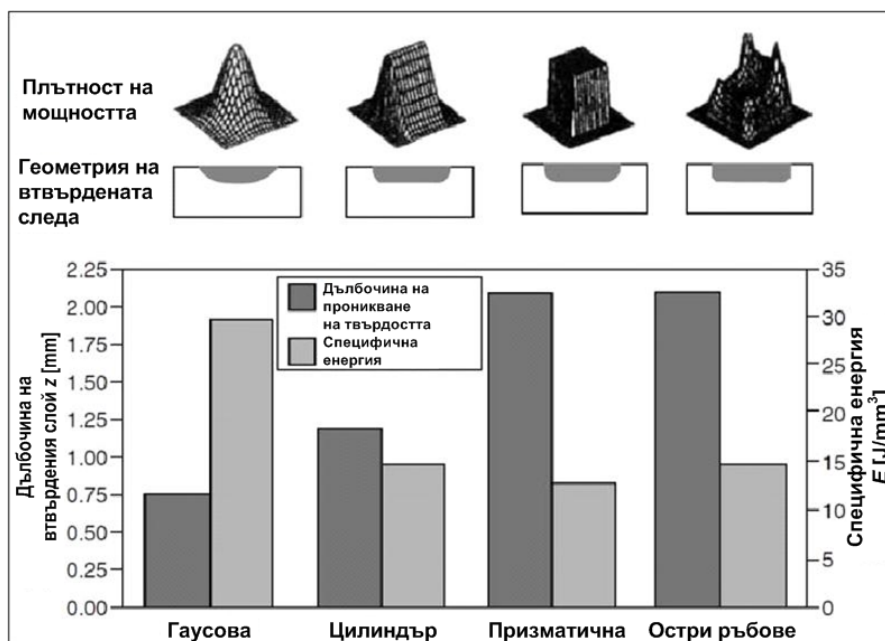 Плътност на
мощността
Геометрия на
втвърдената
следа
Дълбочина на
втвърдения слой z [mm]
2.25
2.00
1.75
1.50
1.25
1.00
0.75
0.50
0.25
0.00
Дълбочина на
проникване
на твърдостта
Специфична
енергия
35
30
25
20
15
10
5
0
Специфична енергия
E [J/mm³]
Гаусова
Цилиндър
Призматична
Остри ръбове